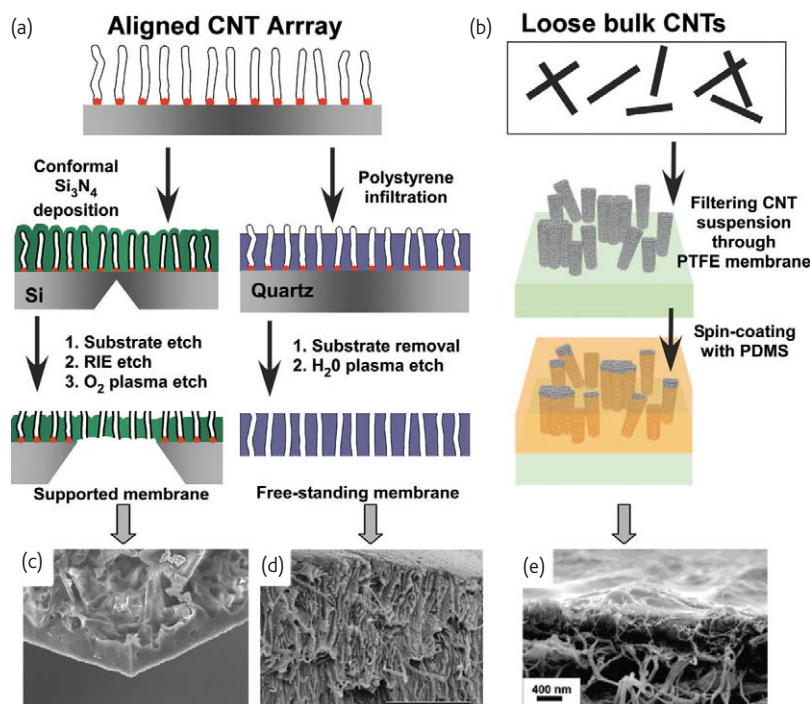 (a)
Aligned CNT Arrray
Conformal
Si₃N₄
deposition
Polystyrene
infiltration
Si
Quartz
1. Substrate etch
2. RIE etch
3. O₂ plasma etch
1. Substrate removal
2. H₂0 plasma etch
Supported membrane
Free-standing membrane
(b)
Loose bulk CNTs
Filtering CNT
suspension
through
PTFE membrane
Spin-coating
with PDMS
(c)
(d)
(e)
400 nm